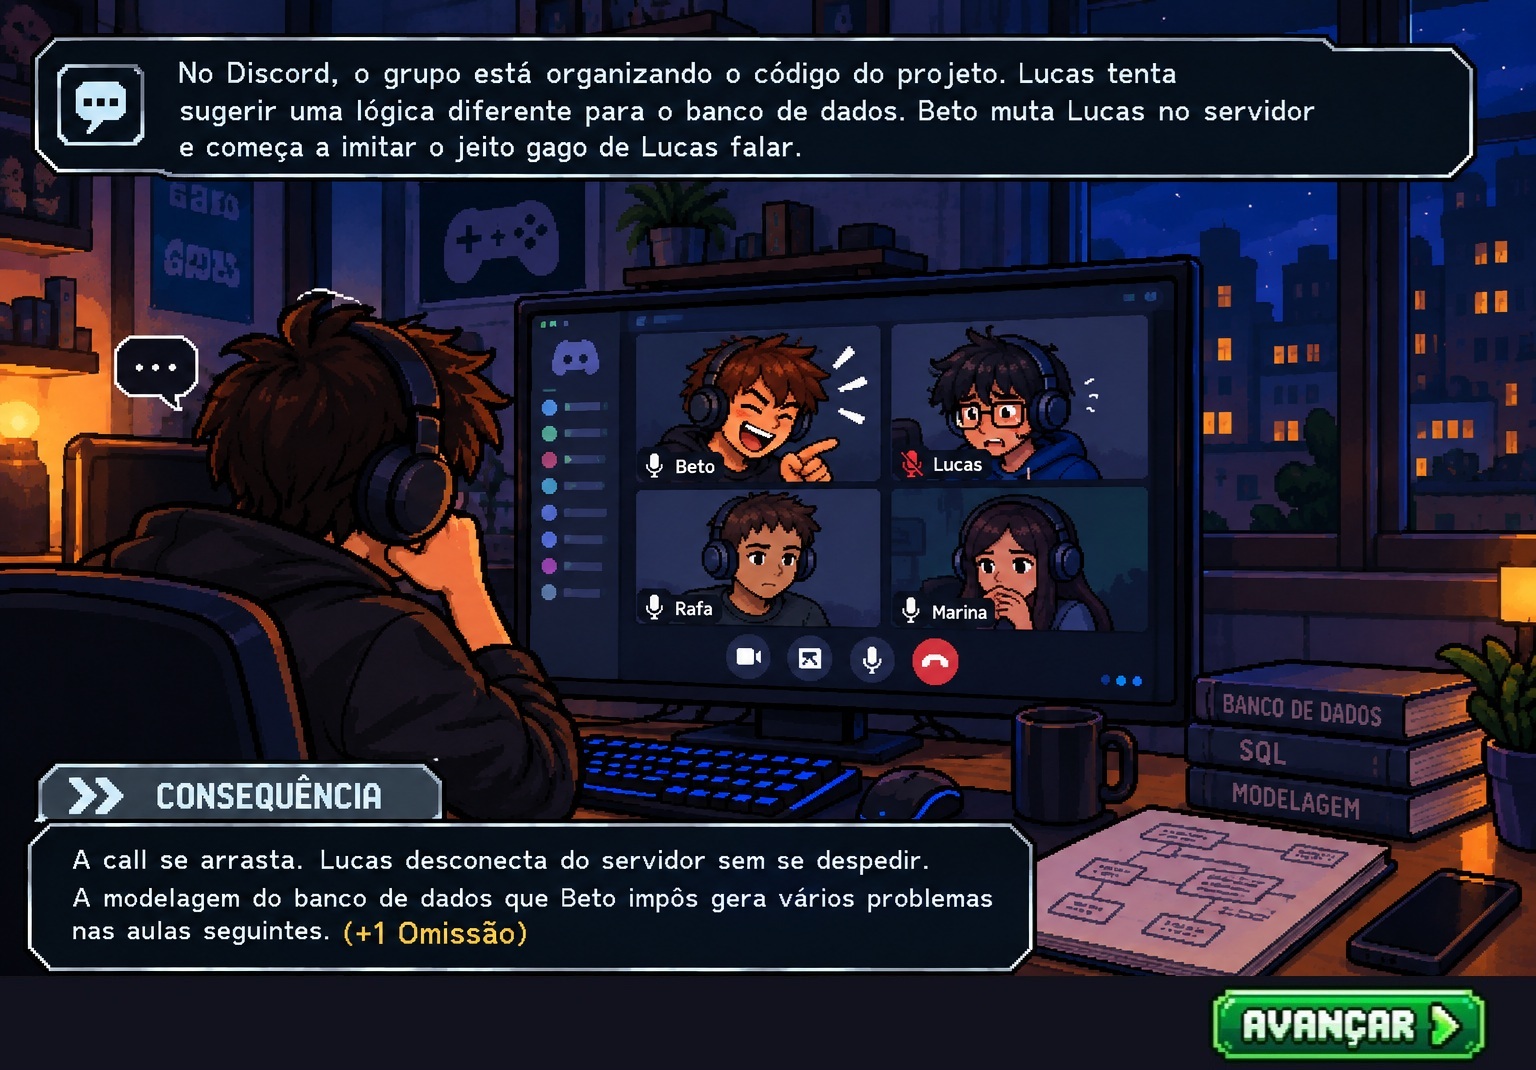 No Discord, o grupo está organizando o código do projeto. Lucas tenta
sugerir uma lógica diferente para o banco de dados. Beto muta Lucas no servidor
e começa a imitar o jeito gago de Lucas falar.
Beto
Lucas
Rafa
Marina
BANCO DE DADOS
SQL
MODELAGEM
CONSEQUÊNCIA
A call se arrasta. Lucas desconecta do servidor sem se despedir.
A modelagem do banco de dados que Beto impôs gera vários problemas
nas aulas seguintes. (+1 Omissão)
AVANÇAR